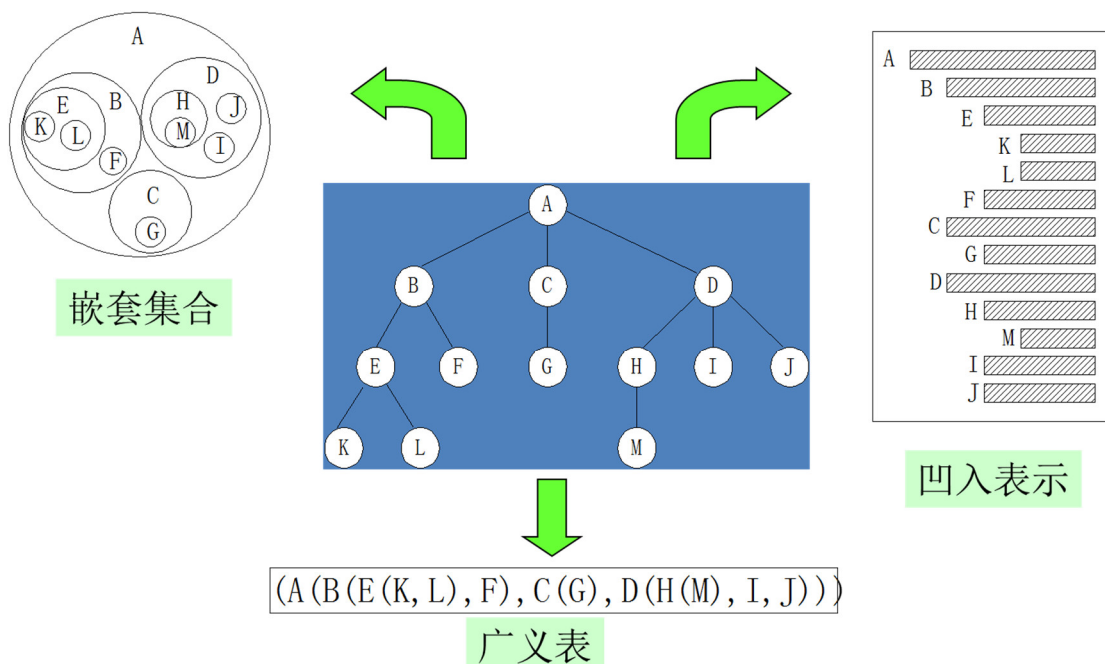 A
D
E
B
H
J
K
L
M
I
F
C
G
嵌套集合
A
B
C
D
E
F
G
H
I
J
K
L
M
A
B
E
K
L
F
C
G
D
H
M
I
J
凹入表示
(A(B(E(K,L),F),C(G),D(H(M),I,J)))
广义表